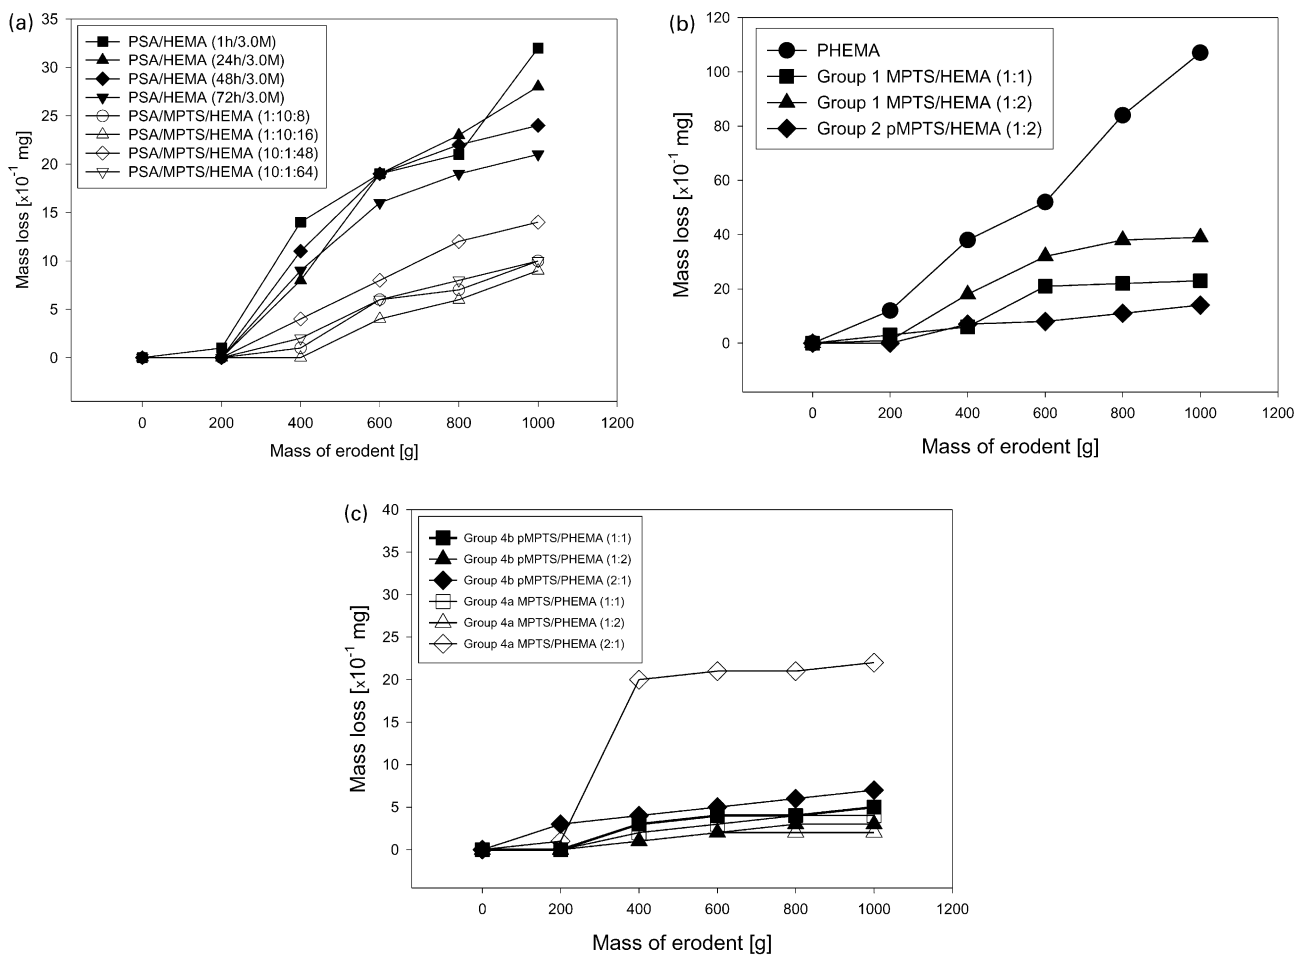 (a)
35
30
25
20
15
10
5
0
Mass loss [x10⁻¹ mg]
PSA/HEMA (1h/3.0M)
PSA/HEMA (24h/3.0M)
PSA/HEMA (48h/3.0M)
PSA/HEMA (72h/3.0M)
PSA/MPTS/HEMA (1:10:8)
PSA/MPTS/HEMA (1:10:16)
PSA/MPTS/HEMA (10:1:48)
PSA/MPTS/HEMA (10:1:64)
0 200 400 600 800 1000 1200
Mass of erodent [g]
(b)
120
100
80
60
40
20
0
Mass loss [x10⁻¹ mg]
PHEMA
Group 1 MPTS/HEMA (1:1)
Group 1 MPTS/HEMA (1:2)
Group 2 pMPTS/HEMA (1:2)
0 200 400 600 800 1000 1200
Mass of erodent [g]
(c)
40
35
30
25
20
15
10
5
0
Mass loss [x10⁻¹ mg]
Group 4b pMPTS/PHEMA (1:1)
Group 4b pMPTS/PHEMA (1:2)
Group 4b pMPTS/PHEMA (2:1)
Group 4a MPTS/PHEMA (1:1)
Group 4a MPTS/PHEMA (1:2)
Group 4a MPTS/PHEMA (2:1)
0 200 400 600 800 1000 1200
Mass of erodent [g]